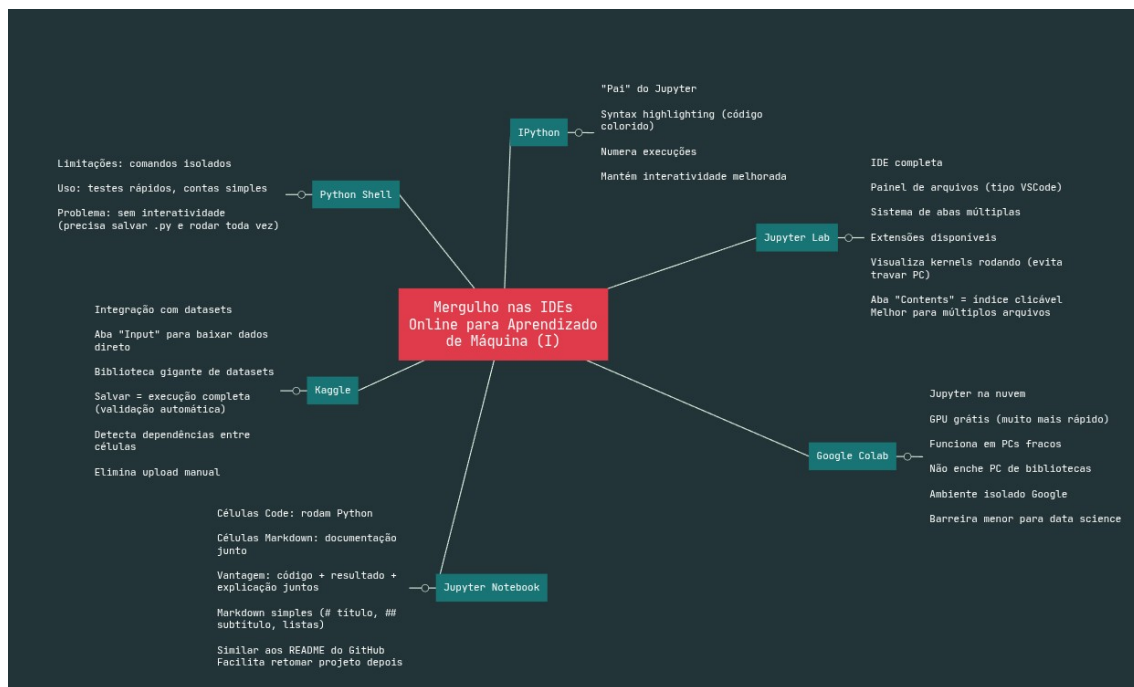 Mergulho nas IDEs
Online para Aprendizado
de Máquina (I)
Python Shell
Limitações: comandos isolados
Uso: testes rápidos, contas simples
Problema: sem interatividade
(precisa salvar .py e rodar toda vez)
IPython
"Pai" do Jupyter
Syntax highlighting (código
colorido)
Numera execuções
Mantém interatividade melhorada
Jupyter Lab
IDE completa
Painel de arquivos (tipo VSCode)
Sistema de abas múltiplas
Extensões disponíveis
Visualiza kernels rodando (evita
travar PC)
Aba "Contents" = índice clicável
Melhor para múltiplos arquivos
Google Colab
Jupyter na nuvem
GPU grátis (muito mais rápido)
Funciona em PCs fracos
Não enche PC de bibliotecas
Ambiente isolado Google
Barreira menor para data science
Jupyter Notebook
Células Code: rodam Python
Células Markdown: documentação
junto
Vantagem: código + resultado +
explicação juntos
Markdown simples (# título, ##
subtítulo, listas)
Similar aos README do GitHub
Facilita retomar projeto depois
Kaggle
Integração com datasets
Aba "Input" para baixar dados
direto
Biblioteca gigante de datasets
Salvar = execução completa
(validação automática)
Detecta dependências entre
células
Elimina upload manual